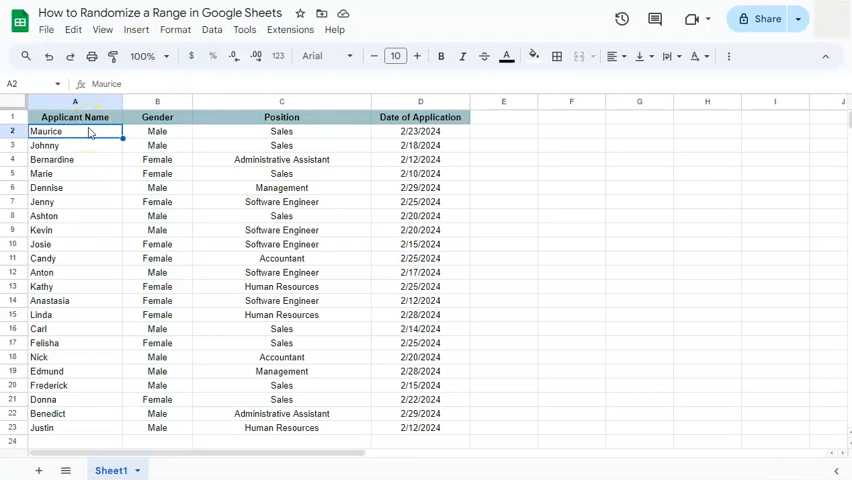 How to Randomize a Range in Google Sheets
File Edit View Insert Format Data Tools Extensions Help
Share
100% $ % .0 .00 123 Arial 10 B I S A A
A2 fx Maurice
A B C D E F G H I J
1 Applicant Name Gender Position Date of Application
2 Maurice Male Sales 2/23/2024
3 Johnny Male Sales 2/18/2024
4 Bernardine Female Administrative Assistant 2/12/2024
5 Marie Female Sales 2/10/2024
6 Dennise Male Management 2/29/2024
7 Jenny Female Software Engineer 2/25/2024
8 Ashton Male Sales 2/20/2024
9 Kevin Male Software Engineer 2/20/2024
10 Josie Female Software Engineer 2/15/2024
11 Candy Female Accountant 2/25/2024
12 Anton Male Software Engineer 2/17/2024
13 Kathy Female Human Resources 2/25/2024
14 Anastasia Female Software Engineer 2/12/2024
15 Linda Female Human Resources 2/28/2024
16 Carl Male Sales 2/14/2024
17 Felisha Female Sales 2/25/2024
18 Nick Male Accountant 2/20/2024
19 Edmund Male Management 2/28/2024
20 Frederick Male Sales 2/15/2024
21 Donna Female Sales 2/22/2024
22 Benedict Male Administrative Assistant 2/29/2024
23 Justin Male Human Resources 2/12/2024
24
Sheet1